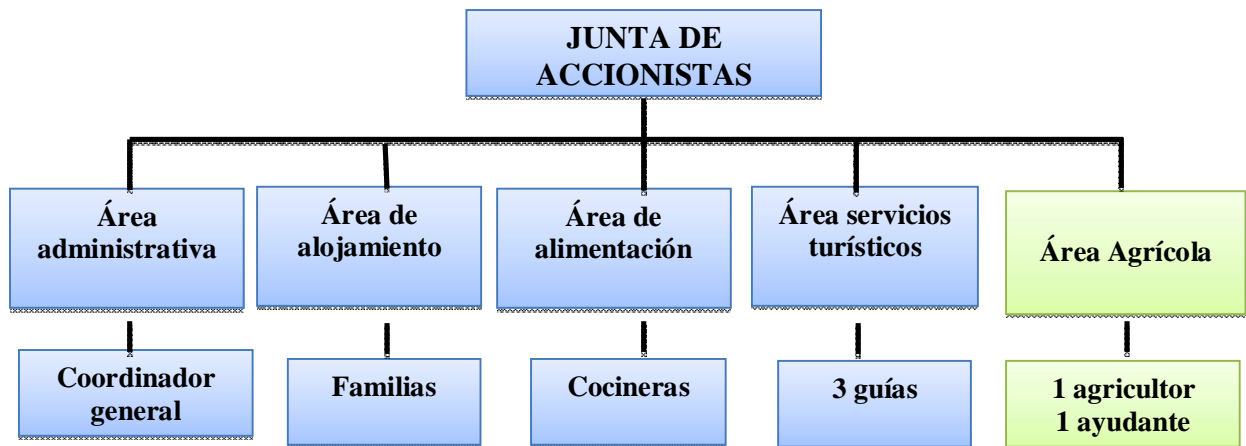 JUNTA DE
ACCIONISTAS
Área
administrativa
Área de
alojamiento
Área de
alimentación
Área servicios
turísticos
Área Agrícola
Coordinador
general
Familias
Cocineras
3 guías
1 agricultor
1 ayudante